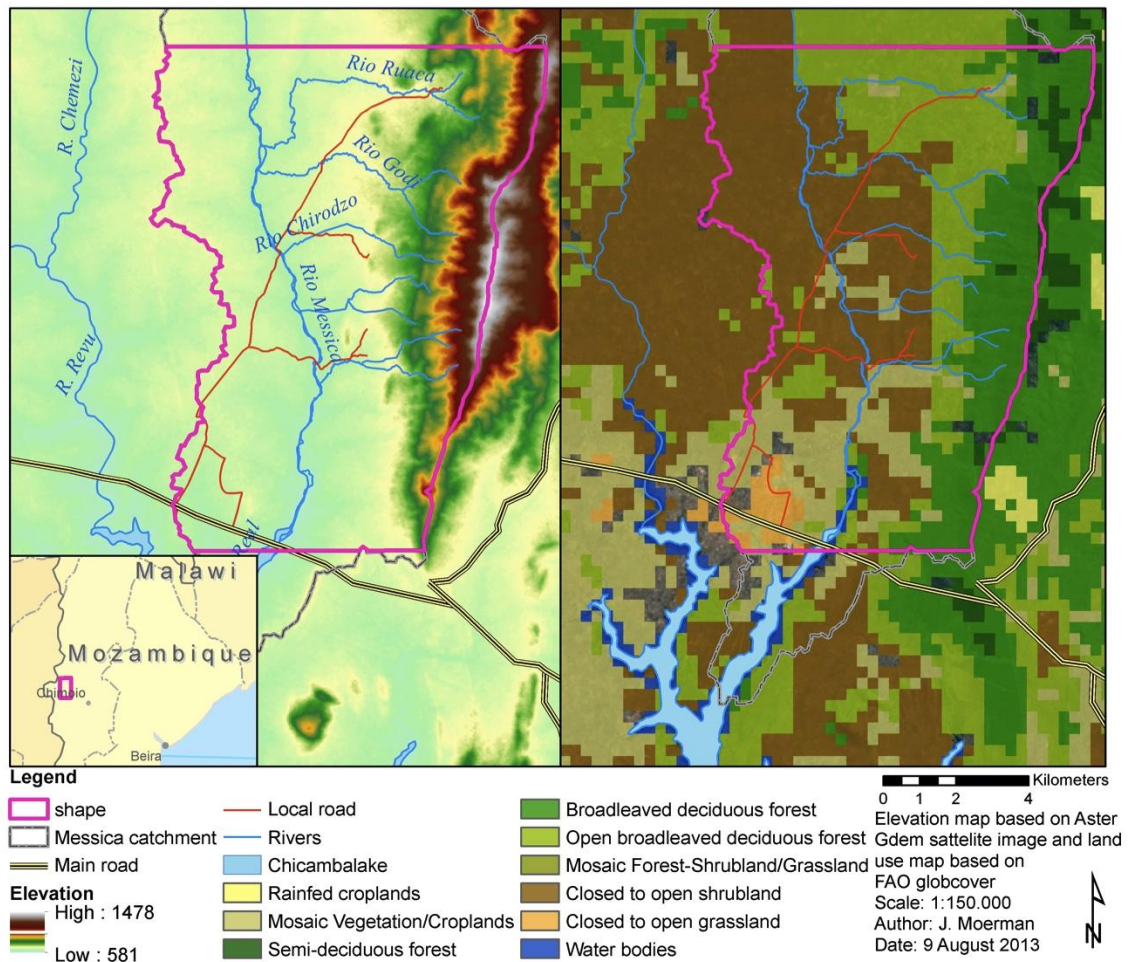 Rio Ruaca
R. Chemezi
Rio Godi
Rio Chirodzo
Rio Messica
R. Revu
Malawi
Mozambique
Chimoio
Beira
Legend
shape
Messica catchment
Main road
Elevation
High : 1478
Low : 581
Local road
Rivers
Chicambalake
Rainfed croplands
Mosaic Vegetation/Croplands
Semi-deciduous forest
Broadleaved deciduous forest
Open broadleaved deciduous forest
Mosaic Forest-Shrubland/Grassland
Closed to open shrubland
Closed to open grassland
Water bodies
Kilometers
0 1 2 4
Elevation map based on Aster
Gdem sattelite image and land
use map based on
FAO globcover
Scale: 1:150.000
Author: J. Moerman
Date: 9 August 2013
N